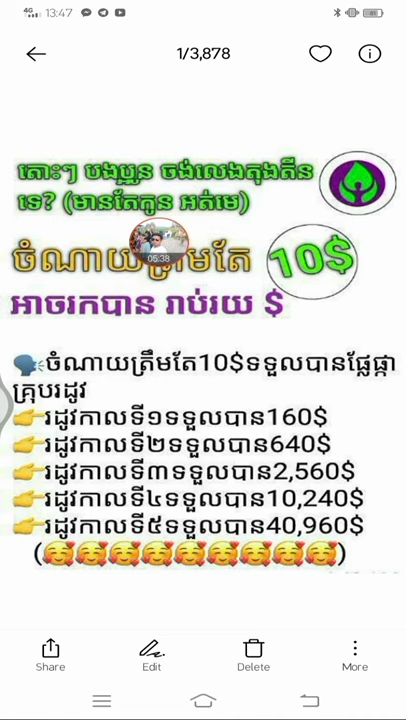 4G 13:47
1/3,878
តោះៗ បងប្អូន ចង់លេងតុងតីន
ទេ? (មានតែកូន អត់មេ)
ចំណាយត្រឹមតែ 10$
05:38
អាចរកបាន រាប់រយ $
🗣️ចំណាយត្រឹមតែ10$ទទួលបានផ្លែផ្កា
គ្រុបរដូវ
👉រដូវកាលទី១ទទួលបាន160$
👉រដូវកាលទី២ទទួលបាន640$
👉រដូវកាលទី៣ទទួលបាន2,560$
👉រដូវកាលទី៤ទទួលបាន10,240$
👉រដូវកាលទី៥ទទួលបាន40,960$
(🥰🥰🥰🥰🥰🥰🥰🥰🥰)
Share Edit Delete More